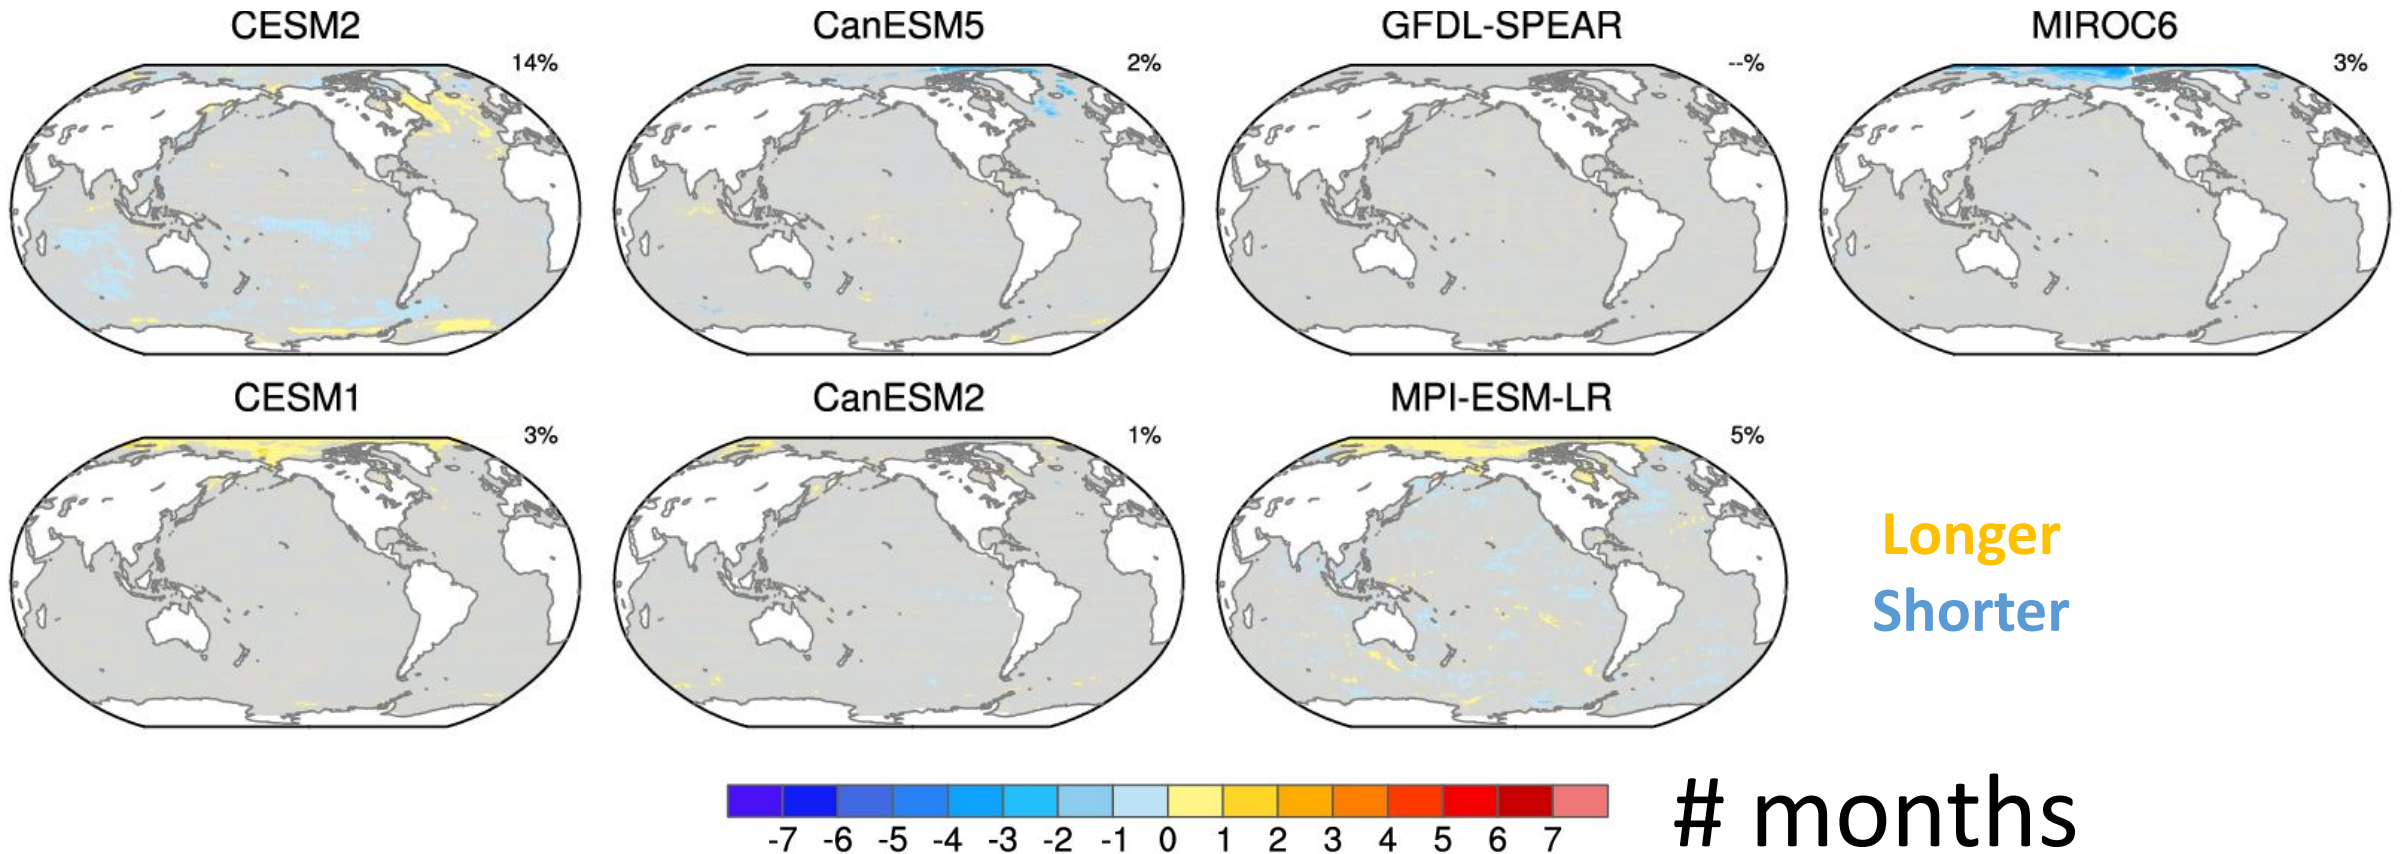 CESM2 CanESM5 GFDL-SPEAR MIROC6
14% 2% --% 3%
CESM1 CanESM2 MPI-ESM-LR
3% 1% 5%
Longer
Shorter
-7 -6 -5 -4 -3 -2 -1 0 1 2 3 4 5 6 7
# months